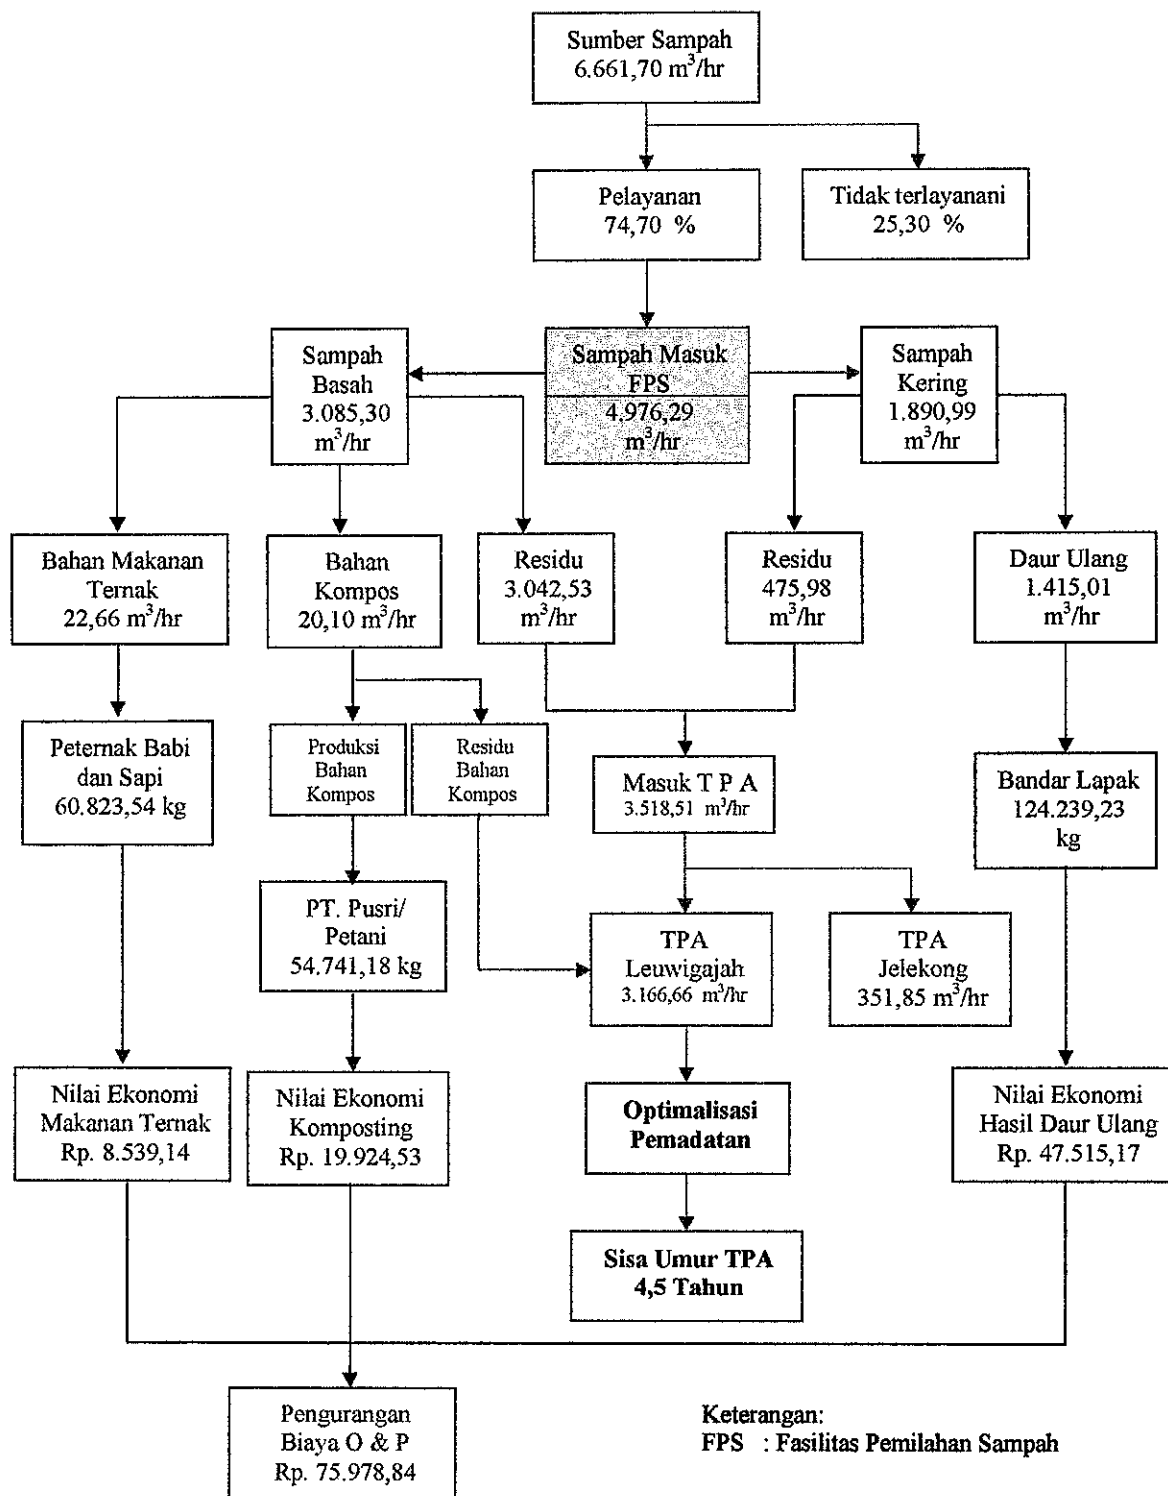 Sumber Sampah
6.661,70 m³/hr
Pelayanan
74,70 %
Tidak terlayanani
25,30 %
Sampah
Basah
3.085,30
m³/hr
Sampah Masuk
FPS
4.976,29
m³/hr
Sampah
Kering
1.890,99
m³/hr
Bahan Makanan
Ternak
22,66 m³/hr
Bahan
Kompos
20,10 m³/hr
Residu
3.042,53
m³/hr
Residu
475,98
m³/hr
Daur Ulang
1.415,01
m³/hr
Peternak Babi
dan Sapi
60.823,54 kg
Produksi
Bahan
Kompos
Residu
Bahan
Kompos
Masuk T P A
3.518,51 m³/hr
Bandar Lapak
124.239,23
kg
PT. Pusri/
Petani
54.741,18 kg
TPA
Leuwigajah
3.166,66 m³/hr
TPA
Jelekong
351,85 m³/hr
Nilai Ekonomi
Makanan Ternak
Rp. 8.539,14
Nilai Ekonomi
Komposting
Rp. 19.924,53
Optimalisasi
Pemadatan
Nilai Ekonomi
Hasil Daur Ulang
Rp. 47.515,17
Sisa Umur TPA
4,5 Tahun
Pengurangan
Biaya O & P
Rp. 75.978,84
Keterangan:
FPS : Fasilitas Pemilahan Sampah